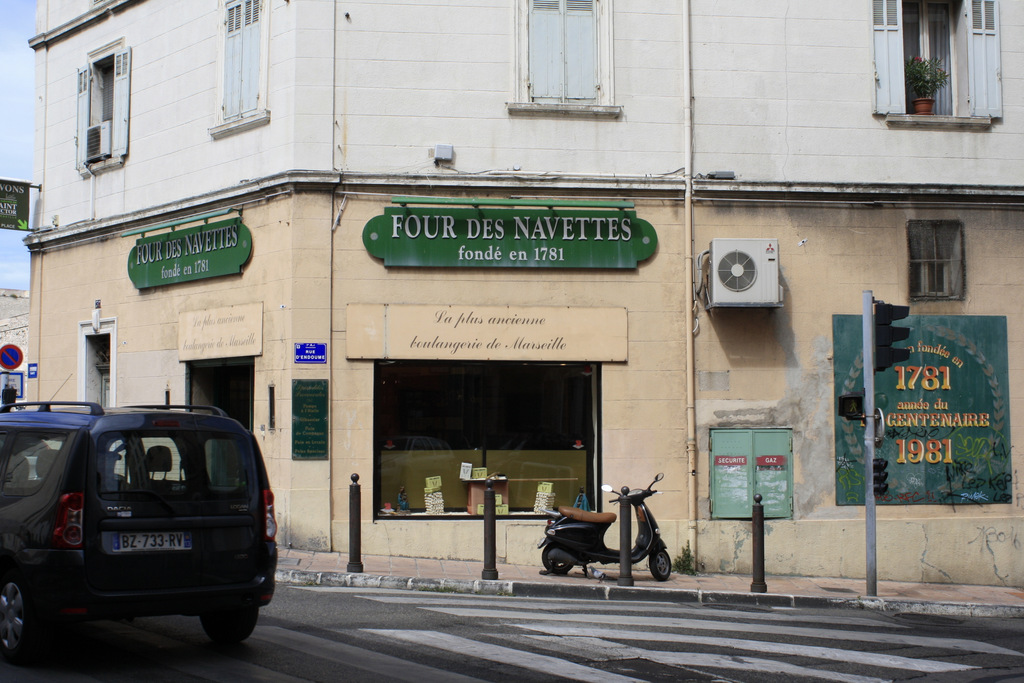 VONS
PLACE
FOUR DES NAVETTES
fondé en 1781
La plus ancienne
boulangerie de Marseille
FOUR DES NAVETTES
fondé en 1781
La plus ancienne
boulangerie de Marseille
RUE
D'ENDOUME
SECURITE
GAZ
fondée en
1781
année du
CENTENAIRE
1981
DACIA
BZ-733-RV